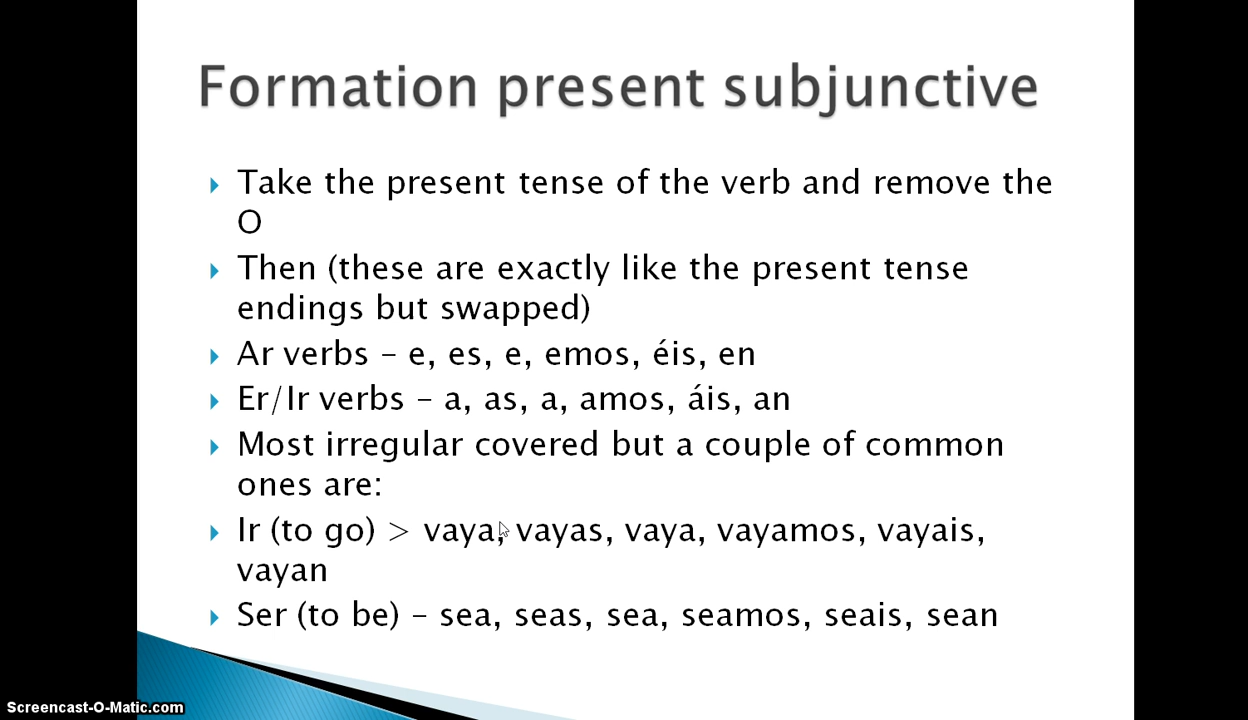 Formation present subjunctive
Take the present tense of the verb and remove the
O
Then (these are exactly like the present tense
endings but swapped)
Ar verbs – e, es, e, emos, éis, en
Er/Ir verbs – a, as, a, amos, áis, an
Most irregular covered but a couple of common
ones are:
Ir (to go) > vaya, vayas, vaya, vayamos, vayais,
vayan
Ser (to be) – sea, seas, sea, seamos, seais, sean
Screencast-O-Matic.com